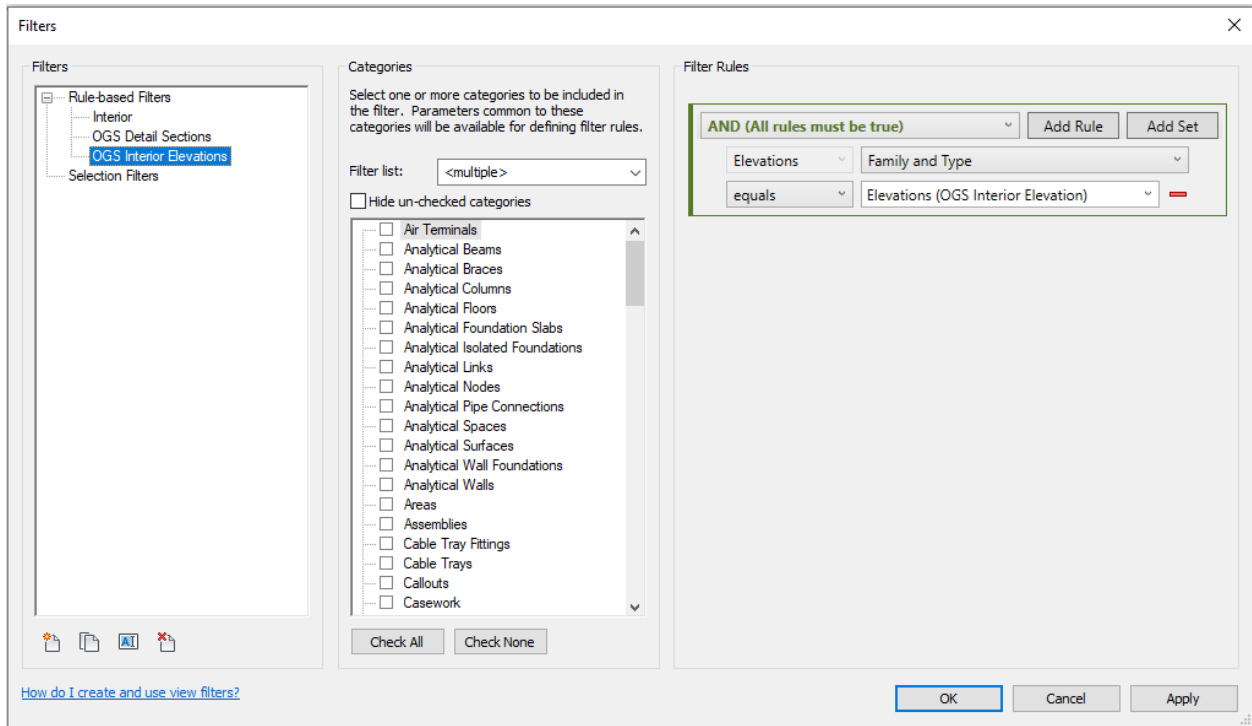 Filters
Filters
Rule-based Filters
Interior
OGS Detail Sections
OGS Interior Elevations
Selection Filters
Categories
Select one or more categories to be included in
the filter. Parameters common to these
categories will be available for defining filter rules.
Filter list: <multiple>
Hide un-checked categories
Air Terminals
Analytical Beams
Analytical Braces
Analytical Columns
Analytical Floors
Analytical Foundation Slabs
Analytical Isolated Foundations
Analytical Links
Analytical Nodes
Analytical Pipe Connections
Analytical Spaces
Analytical Surfaces
Analytical Wall Foundations
Analytical Walls
Areas
Assemblies
Cable Tray Fittings
Cable Trays
Callouts
Casework
Check All Check None
Filter Rules
AND (All rules must be true) Add Rule Add Set
Elevations Family and Type
equals Elevations (OGS Interior Elevation)
AI
How do I create and use view filters?
OK Cancel Apply